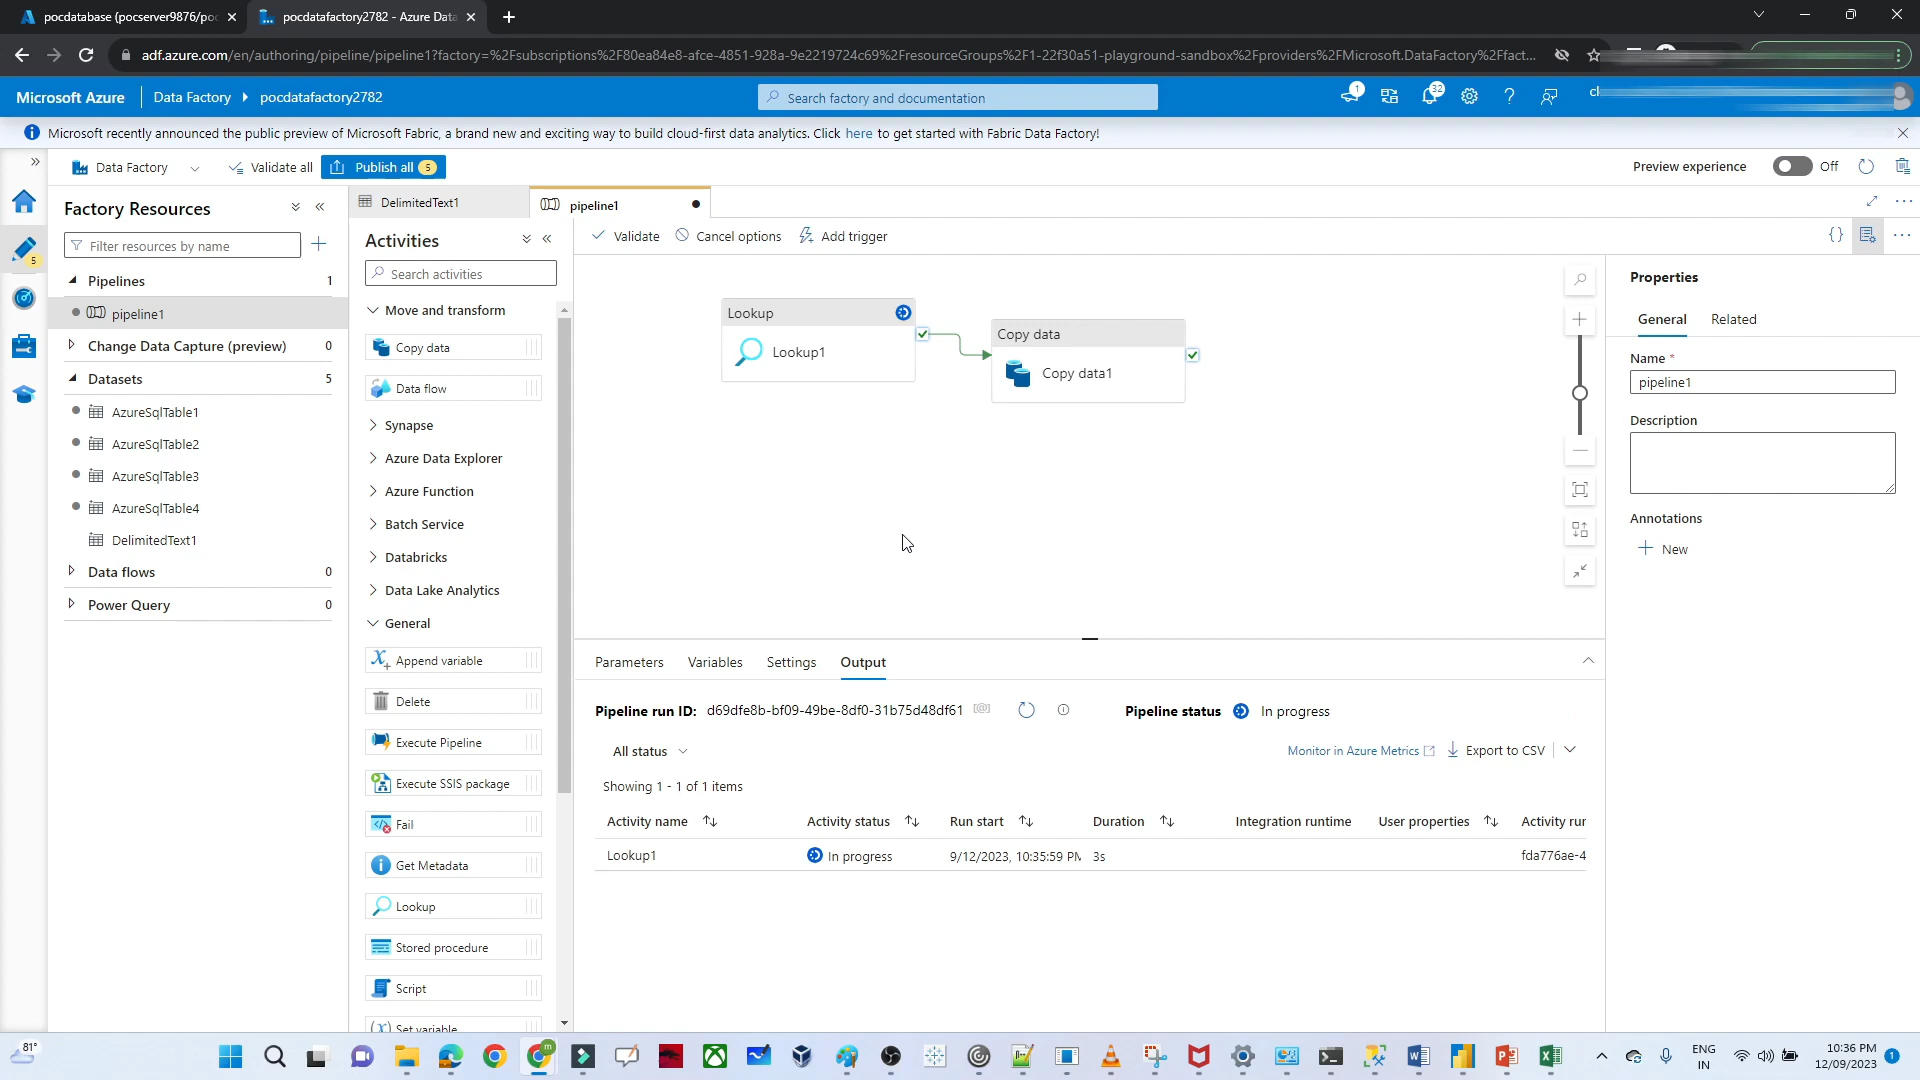 pocdatabase (pocserver9876/poc
pocdatafactory2782 - Azure Data
adf.azure.com/en/authoring/pipeline/pipeline1?factory=%2Fsubscriptions%2F80ea84e8-afce-4851-928a-9e2219724c69%2FresourceGroups%2F1-22f30a51-playground-sandbox%2Fproviders%2FMicrosoft.DataFactory%2Ffact...
Microsoft Azure
Data Factory
pocdatafactory2782
Search factory and documentation
1
32
cl
Microsoft recently announced the public preview of Microsoft Fabric, a brand new and exciting way to build cloud-first data analytics. Click here to get started with Fabric Data Factory!
Data Factory
Validate all
Publish all 5
Preview experience
Off
5
Factory Resources
Filter resources by name
Pipelines 1
pipeline1
Change Data Capture (preview) 0
Datasets 5
AzureSqlTable1
AzureSqlTable2
AzureSqlTable3
AzureSqlTable4
DelimitedText1
Data flows 0
Power Query 0
DelimitedText1
pipeline1
Activities
Search activities
Move and transform
Copy data
Data flow
Synapse
Azure Data Explorer
Azure Function
Batch Service
Databricks
Data Lake Analytics
General
Append variable
Delete
Execute Pipeline
Execute SSIS package
Fail
Get Metadata
Lookup
Stored procedure
Script
Set variable
Validate
Cancel options
Add trigger
Lookup
Lookup1
Copy data
Copy data1
Parameters
Variables
Settings
Output
Pipeline run ID: d69dfe8b-bf09-49be-8df0-31b75d48df61
Pipeline status In progress
All status
Monitor in Azure Metrics
Export to CSV
Showing 1 - 1 of 1 items
Activity name
Activity status
Run start
Duration
Integration runtime
User properties
Activity rur
Lookup1
In progress
9/12/2023, 10:35:59 PM
3s
fda776ae-4
Properties
General
Related
Name *
pipeline1
Description
Annotations
New
81°
ENG
IN
10:36 PM
12/09/2023
1